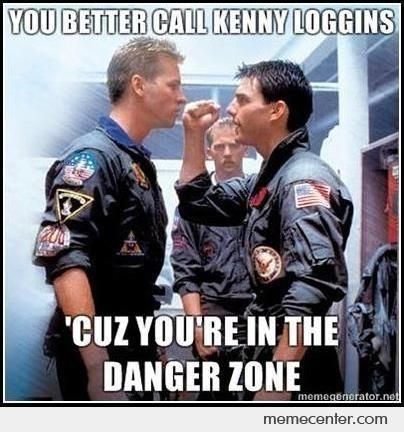 YOU BETTER CALL KENNY LOGGINS
'CUZ YOU'RE IN THE
DANGER ZONE
memegenerator.net
memecenter.com